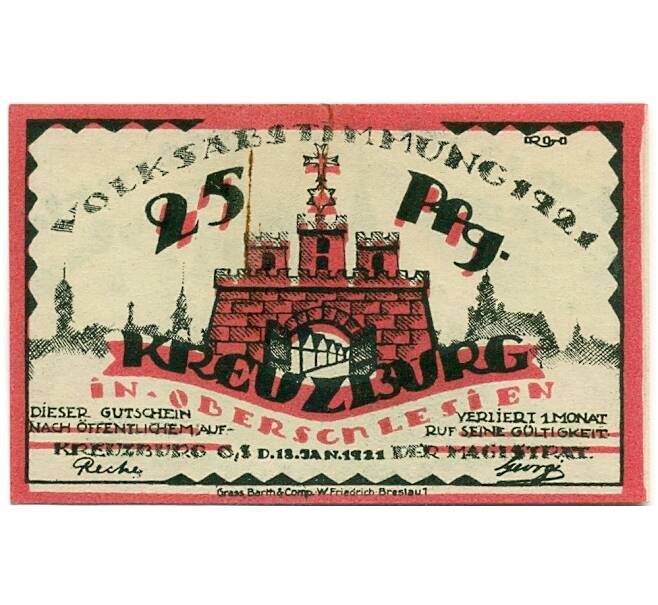 VOLKSABSTIMMUNG 1921
25 Pfg.
KREUZBURG
IN·OBERSCHLESIEN
DIESER GUTSCHEIN VERLIERT 1 MONAT
NACH ÖFFENTLICHEM AUF- RUF SEINE GÜLTIGKEIT.
KREUZBURG O/S D. 18. JAN. 1921 DER MAGISTRAT.
Reche
Grass, Barth & Comp. W. Friedrich-Breslau 1